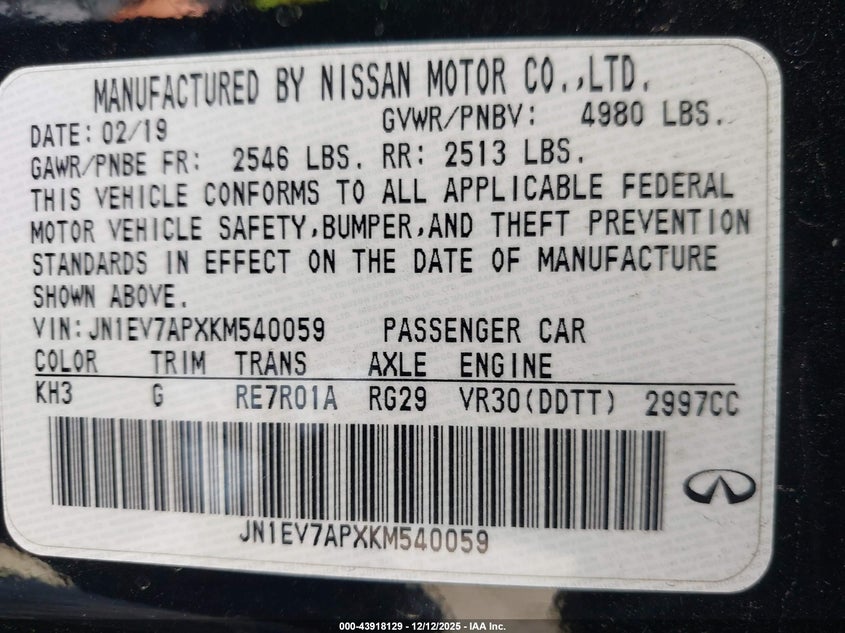 MANUFACTURED BY NISSAN MOTOR CO.,LTD.
DATE: 02/19 GVWR/PNBV: 4980 LBS.
GAWR/PNBE FR: 2546 LBS. RR: 2513 LBS.
THIS VEHICLE CONFORMS TO ALL APPLICABLE FEDERAL
MOTOR VEHICLE SAFETY,BUMPER,AND THEFT PREVENTION
STANDARDS IN EFFECT ON THE DATE OF MANUFACTURE
SHOWN ABOVE.
VIN: JN1EV7APXKM540059 PASSENGER CAR
COLOR TRIM TRANS AXLE ENGINE
KH3 G RE7R01A RG29 VR30(DDTT) 2997CC
JN1EV7APXKM540059
000-43918129 - 12/12/2025 - IAA Inc.